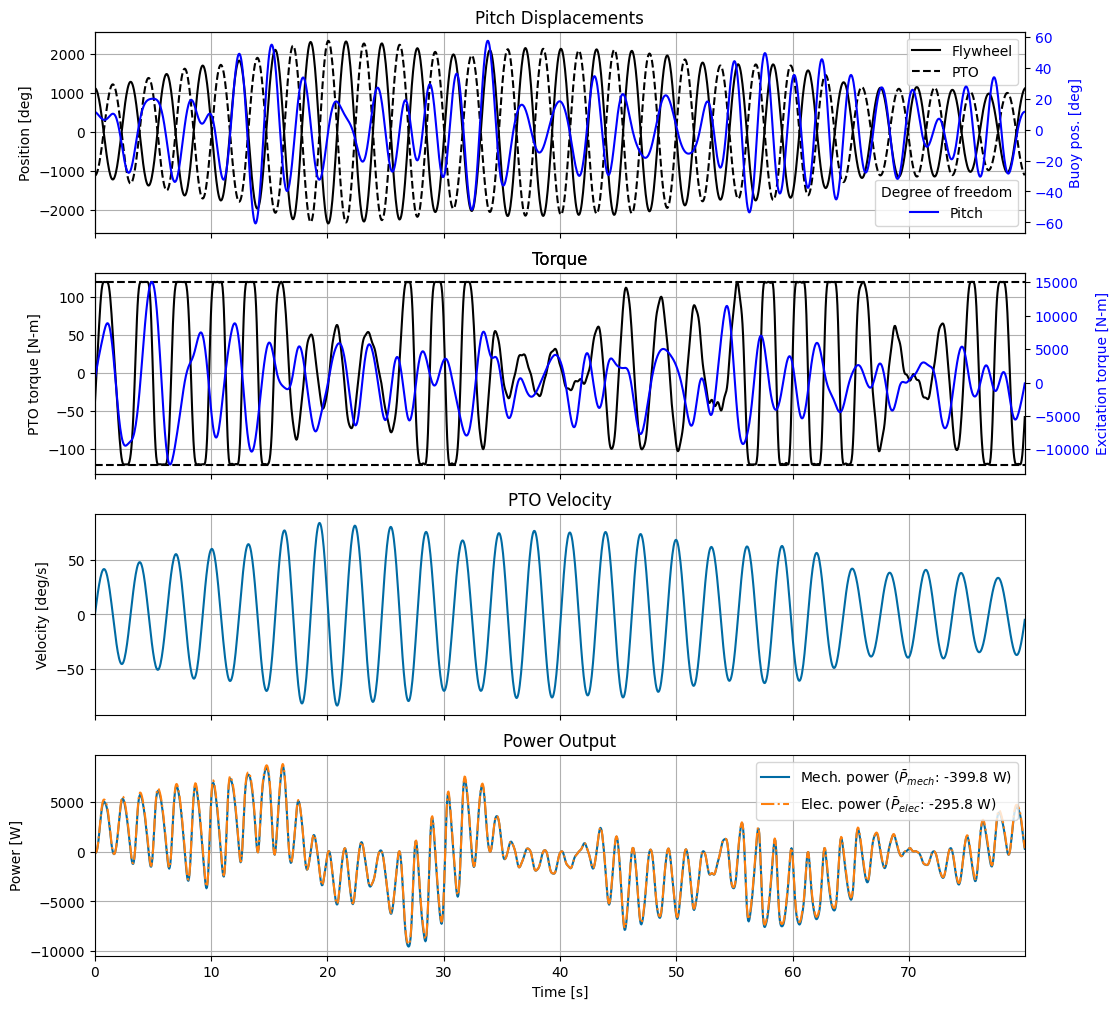 Pitch Displacements
Position [deg]
2000
1000
0
−1000
−2000
60
40
20
0
−20
−40
−60
Buoy pos. [deg]
Flywheel
PTO
Degree of freedom
Pitch
Torque
PTO torque [N-m]
100
50
0
−50
−100
15000
10000
5000
0
−5000
−10000
Excitation torque [N-m]
PTO Velocity
Velocity [deg/s]
50
0
−50
Power Output
Power [W]
5000
0
−5000
−10000
Mech. power (P̄mech: -399.8 W)
Elec. power (P̄elec: -295.8 W)
0 10 20 30 40 50 60 70
Time [s]